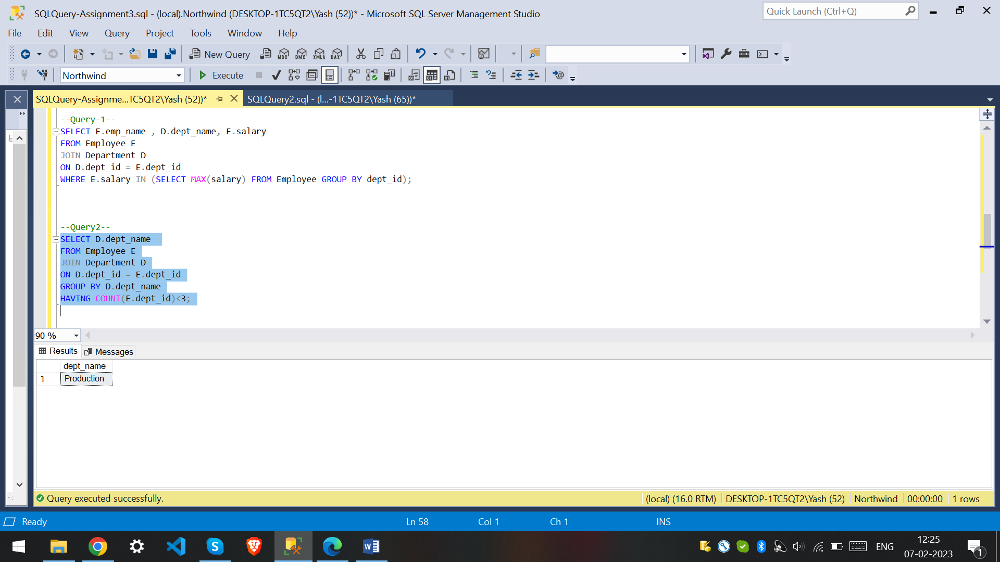 SQLQuery-Assignment3.sql - (local).Northwind (DESKTOP-1TC5QT2\Yash (52))* - Microsoft SQL Server Management Studio
Quick Launch (Ctrl+Q)
File Edit View Query Project Tools Window Help
New Query MDX DMX XMLA DAX
Northwind Execute
SQLQuery-Assignme...TC5QT2\Yash (52))* SQLQuery2.sql - (l...-1TC5QT2\Yash (65))*
--Query-1--
SELECT E.emp_name , D.dept_name, E.salary
FROM Employee E
JOIN Department D
ON D.dept_id = E.dept_id
WHERE E.salary IN (SELECT MAX(salary) FROM Employee GROUP BY dept_id);
--Query2--
SELECT D.dept_name
FROM Employee E
JOIN Department D
ON D.dept_id = E.dept_id
GROUP BY D.dept_name
HAVING COUNT(E.dept_id)<3;
90 %
Results Messages
dept_name
1 Production
Query executed successfully. (local) (16.0 RTM) DESKTOP-1TC5QT2\Yash (52) Northwind 00:00:00 1 rows
Ready Ln 58 Col 1 Ch 1 INS
ENG
12:25
07-02-2023
1